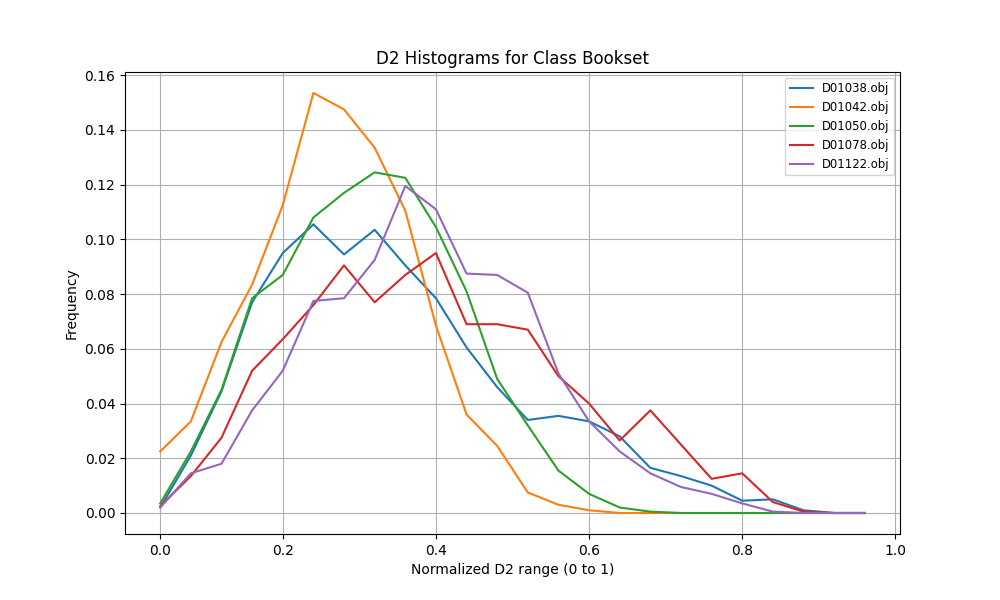 D2 Histograms for Class Bookset
0.16
0.14
0.12
0.10
0.08
0.06
0.04
0.02
0.00
Frequency
D01038.obj
D01042.obj
D01050.obj
D01078.obj
D01122.obj
0.0 0.2 0.4 0.6 0.8 1.0
Normalized D2 range (0 to 1)